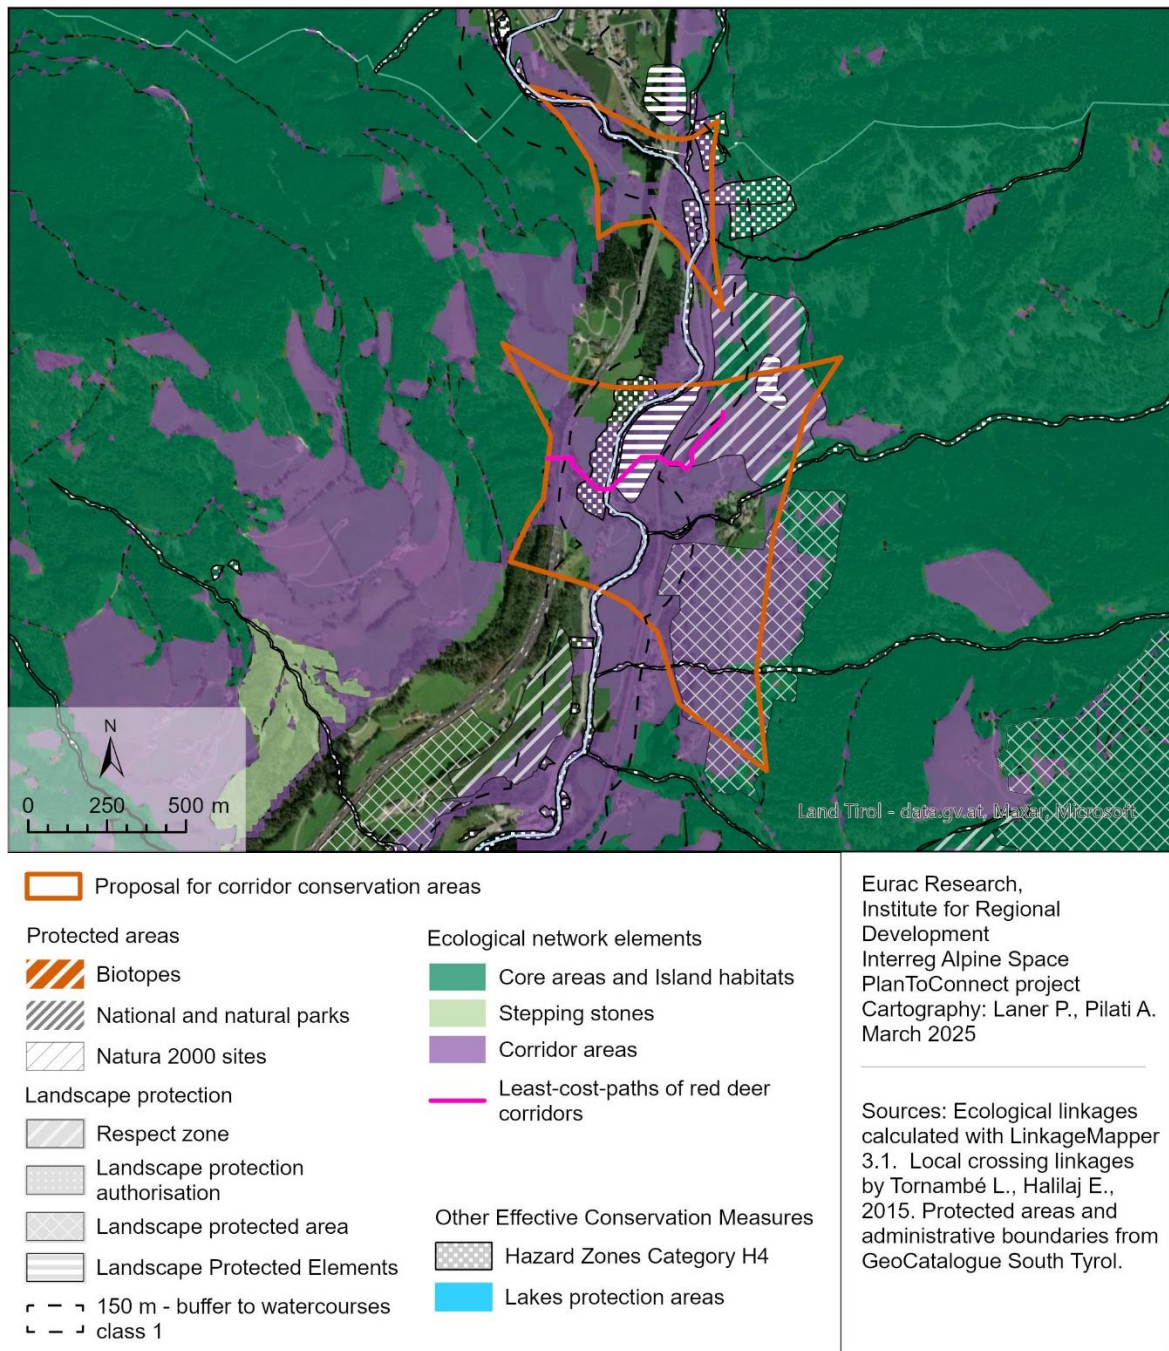 N
0 250 500 m
Land Tirol - data.gv.at, Maxar, Microsoft
Proposal for corridor conservation areas
Protected areas
Biotopes
National and natural parks
Natura 2000 sites
Landscape protection
Respect zone
Landscape protection
authorisation
Landscape protected area
Landscape Protected Elements
150 m - buffer to watercourses
class 1
Ecological network elements
Core areas and Island habitats
Stepping stones
Corridor areas
Least-cost-paths of red deer
corridors
Other Effective Conservation Measures
Hazard Zones Category H4
Lakes protection areas
Eurac Research,
Institute for Regional
Development
Interreg Alpine Space
PlanToConnect project
Cartography: Laner P., Pilati A.
March 2025
Sources: Ecological linkages
calculated with LinkageMapper
3.1. Local crossing linkages
by Tornambé L., Halilaj E.,
2015. Protected areas and
administrative boundaries from
GeoCatalogue South Tyrol.